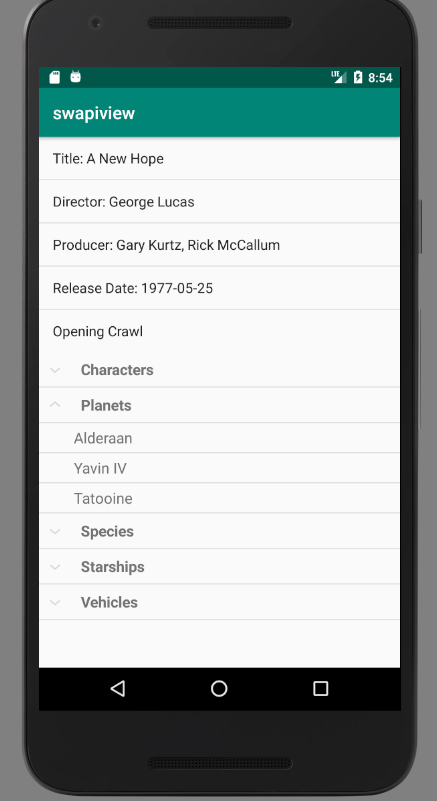 LTE 8:54
swapiview
Title: A New Hope
Director: George Lucas
Producer: Gary Kurtz, Rick McCallum
Release Date: 1977-05-25
Opening Crawl
Characters
Planets
Alderaan
Yavin IV
Tatooine
Species
Starships
Vehicles